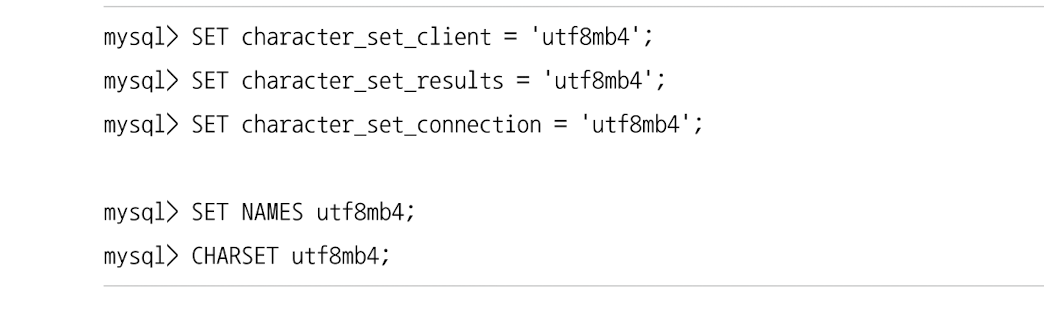 mysql> SET character_set_client = 'utf8mb4';
mysql> SET character_set_results = 'utf8mb4';
mysql> SET character_set_connection = 'utf8mb4';
mysql> SET NAMES utf8mb4;
mysql> CHARSET utf8mb4;